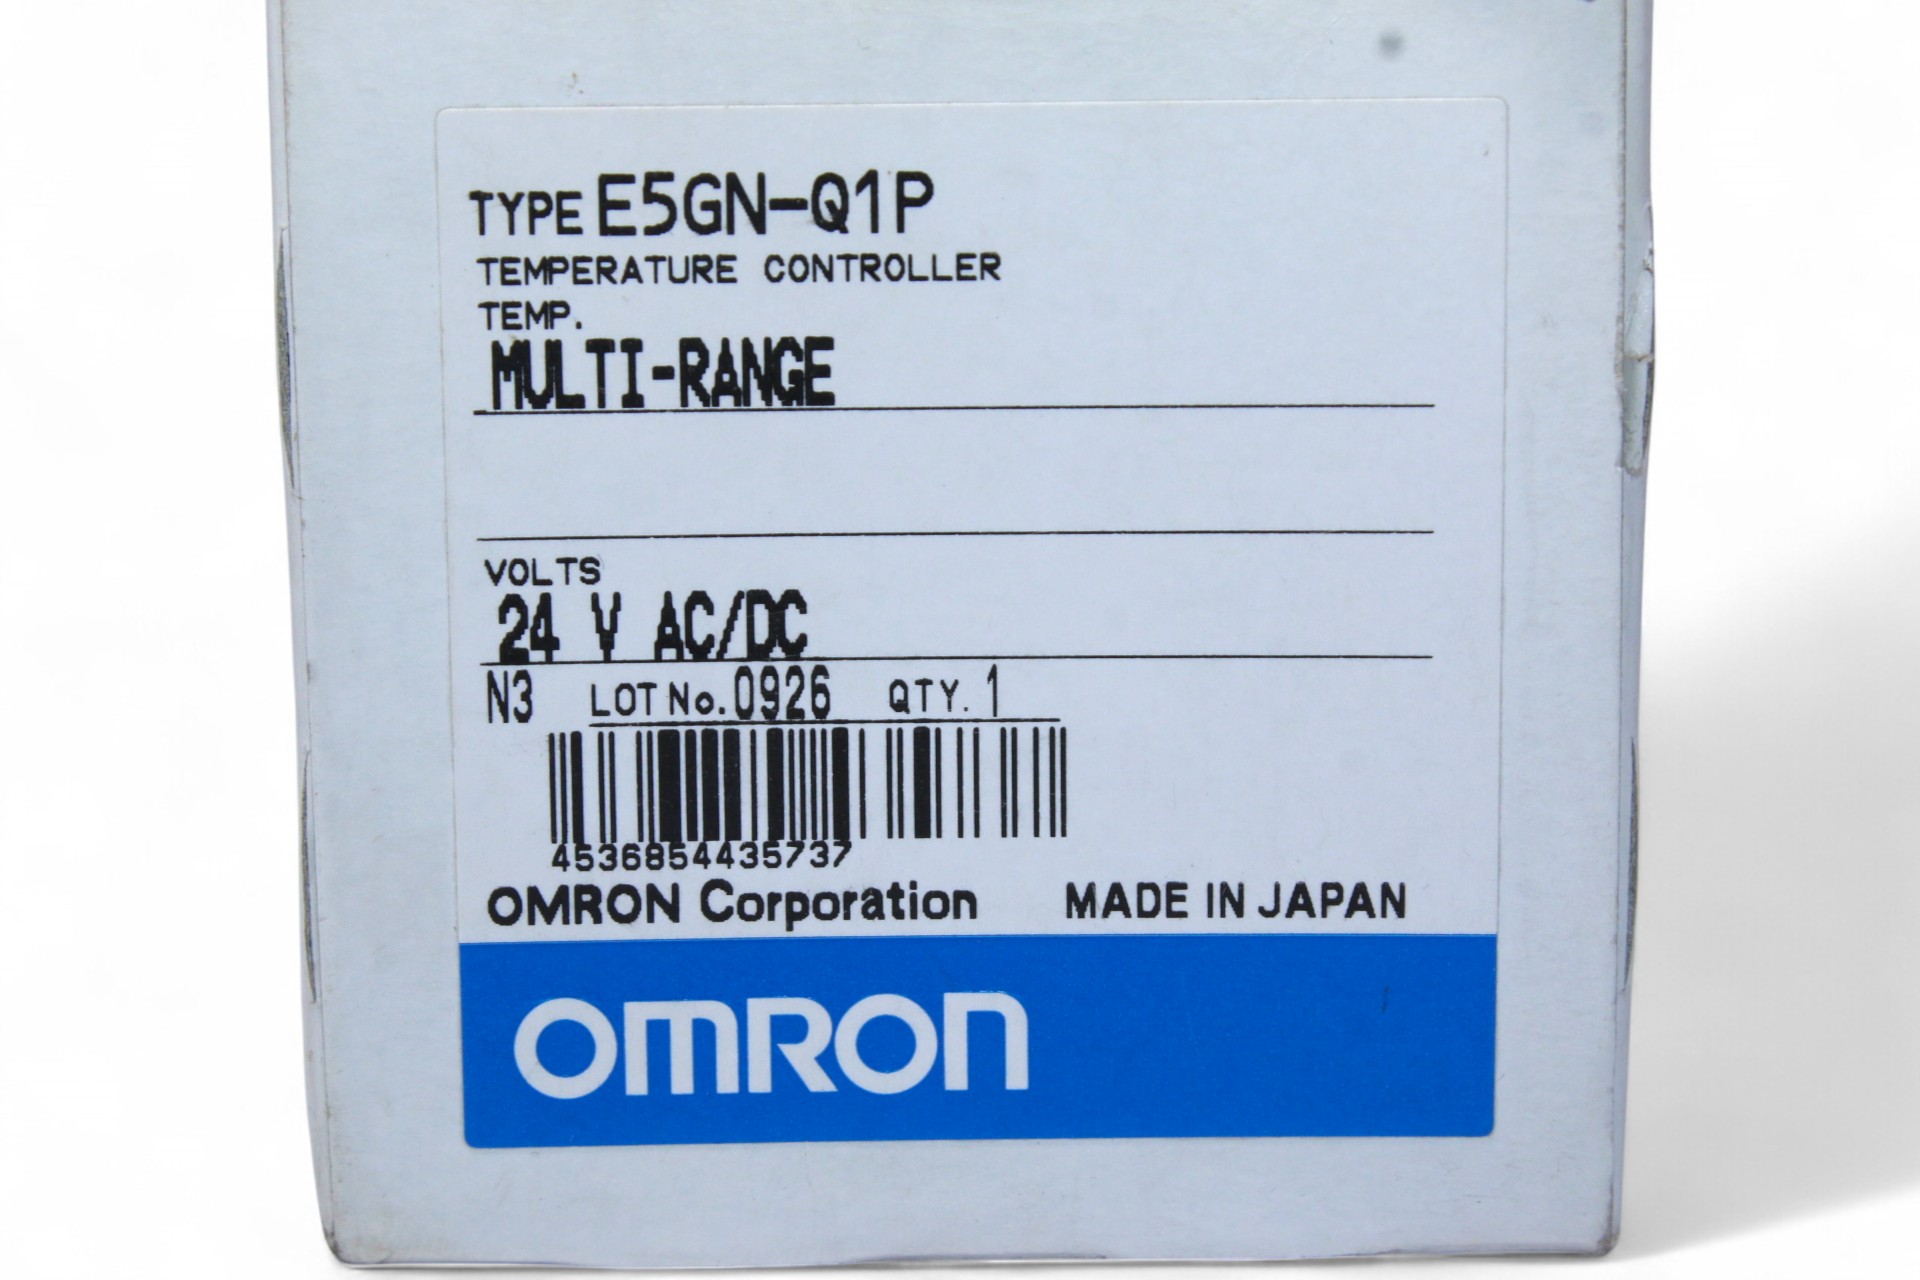 TYPE E5GN-Q1P
TEMPERATURE CONTROLLER
TEMP.
MULTI-RANGE
VOLTS
24 V AC/DC
N3 LOT No. 0926 QTY. 1
4536854435737
OMRON Corporation MADE IN JAPAN
OMRON